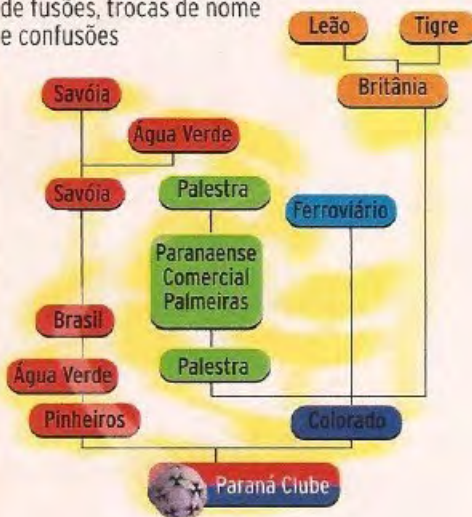 de fusões, trocas de nome
e confusões
Leão
Tigre
Britânia
Savóia
Água Verde
Savóia
Palestra
Ferroviário
Paranaense
Comercial
Palmeiras
Brasil
Palestra
Água Verde
Pinheiros
Colorado
Paraná Clube